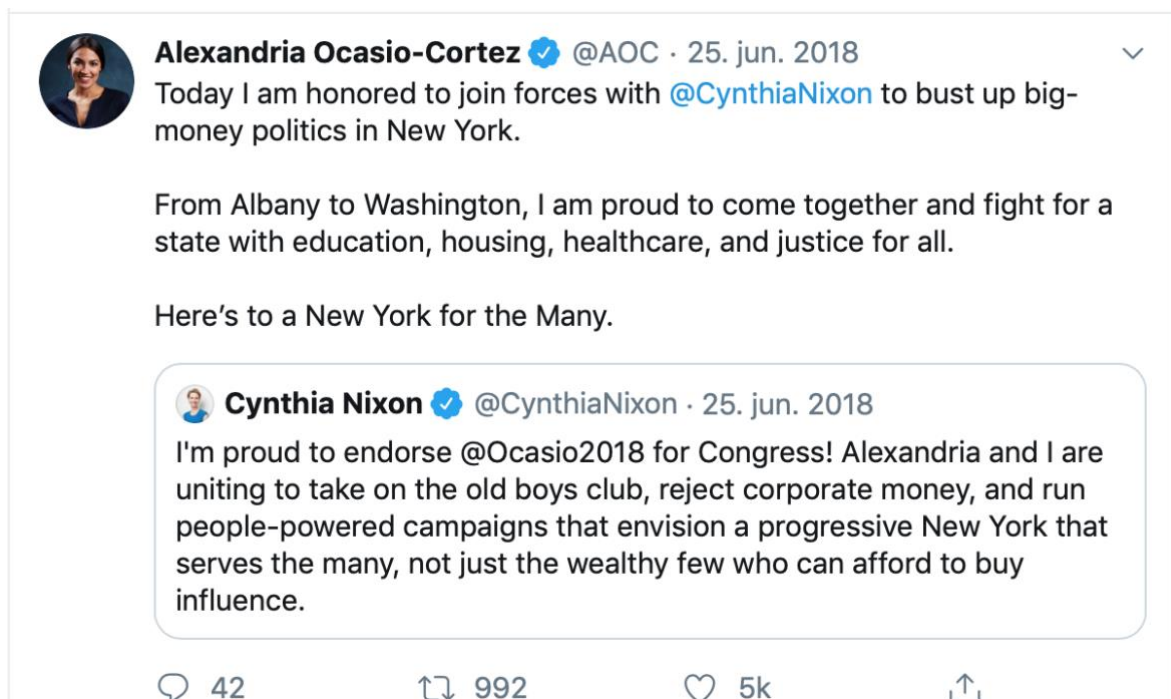 Alexandria Ocasio-Cortez @AOC · 25. jun. 2018
Today I am honored to join forces with @CynthiaNixon to bust up big-
money politics in New York.
From Albany to Washington, I am proud to come together and fight for a
state with education, housing, healthcare, and justice for all.
Here’s to a New York for the Many.
Cynthia Nixon @CynthiaNixon · 25. jun. 2018
I'm proud to endorse @Ocasio2018 for Congress! Alexandria and I are
uniting to take on the old boys club, reject corporate money, and run
people-powered campaigns that envision a progressive New York that
serves the many, not just the wealthy few who can afford to buy
influence.
42 992 5k